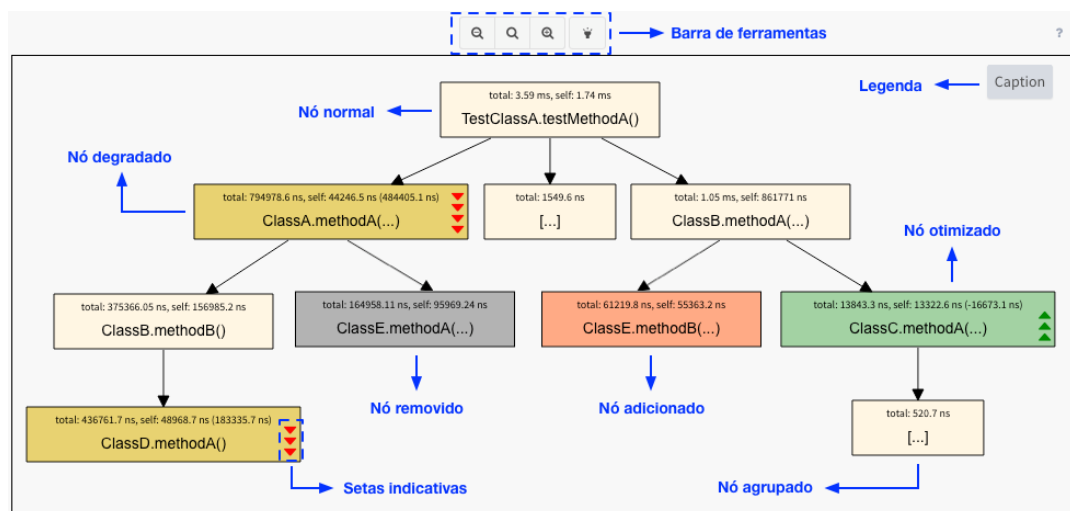 Barra de ferramentas
?
Legenda
Caption
Nó normal
total: 3.59 ms, self: 1.74 ms
TestClassA.testMethodA()
Nó degradado
total: 794978.6 ns, self: 44246.5 ns (484405.1 ns)
ClassA.methodA(...)
total: 1549.6 ns
[...]
total: 1.05 ms, self: 861771 ns
ClassB.methodA(...)
Nó otimizado
total: 375366.05 ns, self: 156985.2 ns
ClassB.methodB()
total: 164958.11 ns, self: 95969.24 ns
ClassE.methodA(...)
total: 61219.8 ns, self: 55363.2 ns
ClassE.methodB(...)
total: 13843.3 ns, self: 13322.6 ns (-16673.1 ns)
ClassC.methodA(...)
Nó removido
Nó adicionado
total: 436761.7 ns, self: 48968.7 ns (183335.7 ns)
ClassD.methodA()
total: 520.7 ns
[...]
Setas indicativas
Nó agrupado